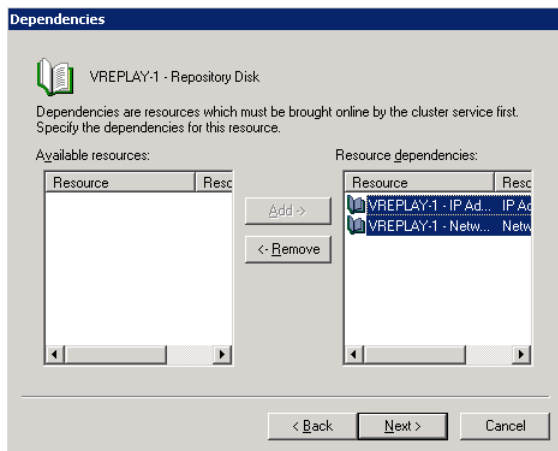 Dependencies
VREPLAY-1 - Repository Disk
Dependencies are resources which must be brought online by the cluster service first.
Specify the dependencies for this resource.
Available resources:
Resource dependencies:
Resource Resc
Resource Resc
Add ->
VREPLAY-1 - IP Ad... IP Ad
VREPLAY-1 - Netw... Netw
<- Remove
< Back
Next >
Cancel